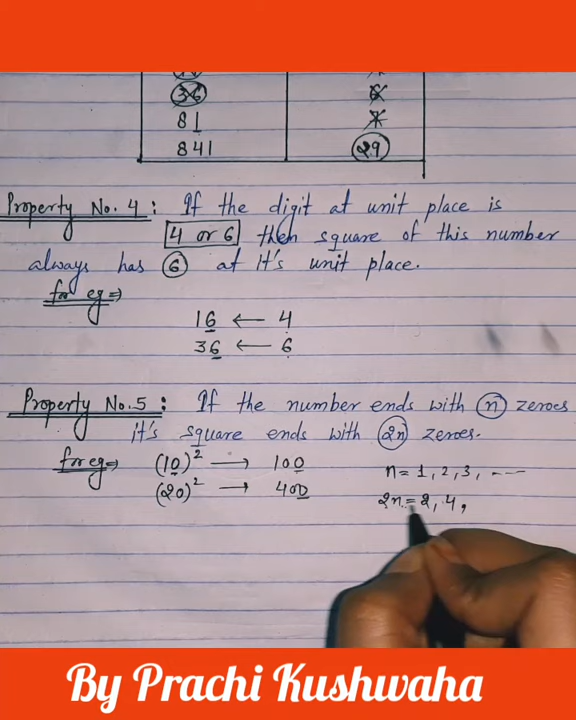 36 6
81
841 29
Property No. 4 : If the digit at unit place is
4 or 6 then square of this number
always has 6 at it's unit place.
for eg ⇒
16 ← 4
36 ← 6
Property No.5 : If the number ends with n zeroes
it's square ends with 2n zeroes.
for eg ⇒ (10)² → 100
n = 1, 2, 3, ----
(20)² → 400
2n = 2, 4,
By Prachi Kushwaha